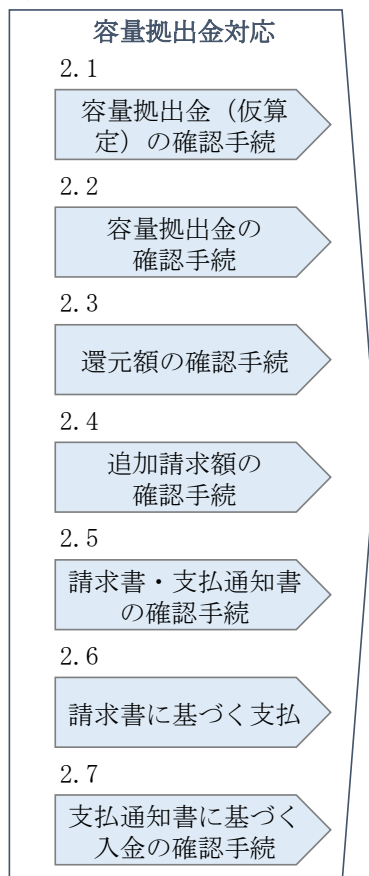 容量拠出金対応
2.1
容量拠出金（仮算
定）の確認手続
2.2
容量拠出金の
確認手続
2.3
還元額の確認手続
2.4
追加請求額の
確認手続
2.5
請求書・支払通知書
の確認手続
2.6
請求書に基づく支払
2.7
支払通知書に基づく
入金の確認手続